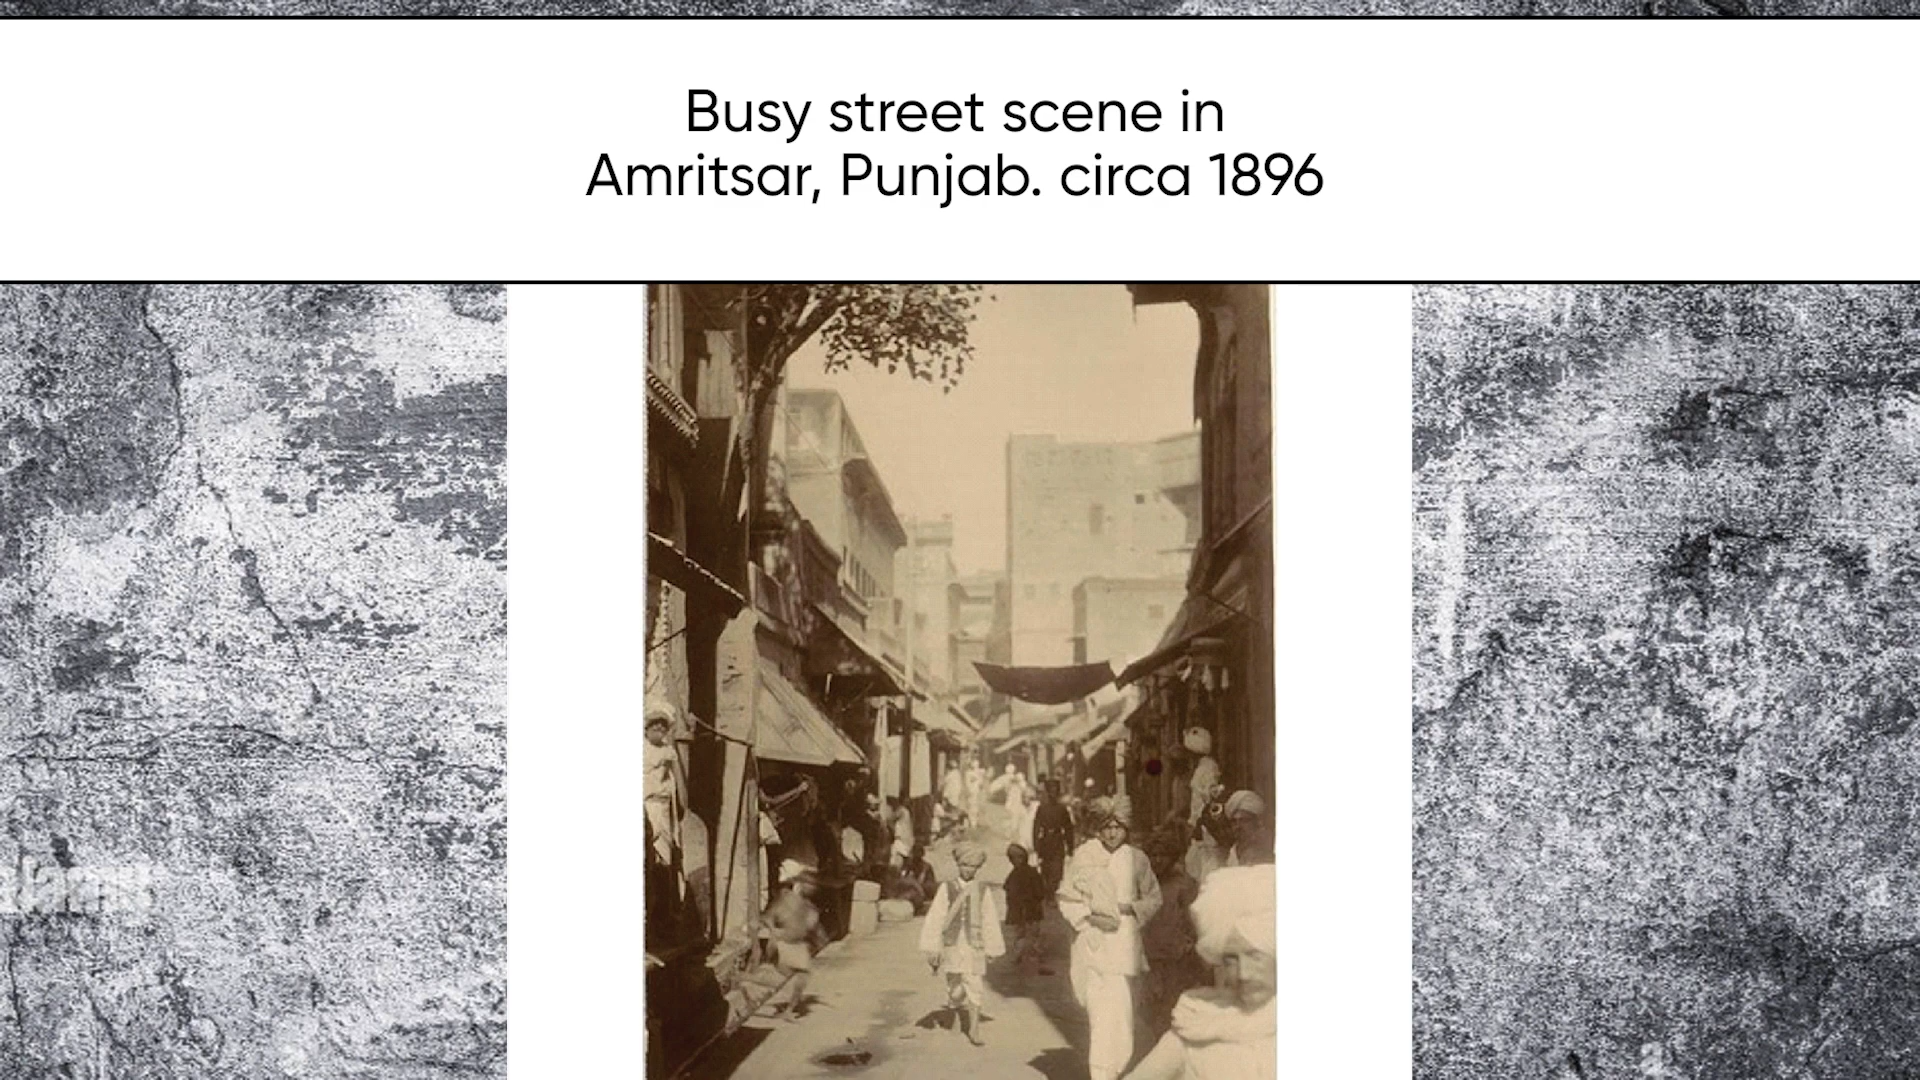 Busy street scene in
Amritsar, Punjab. circa 1896